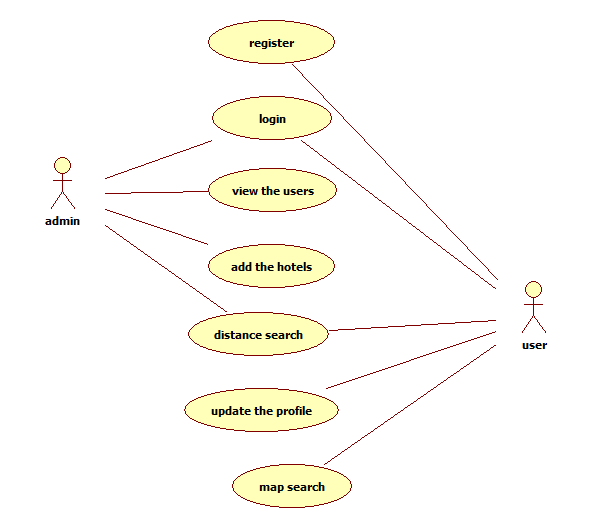 register
login
view the users
admin
add the hotels
distance search
user
update the profile
map search